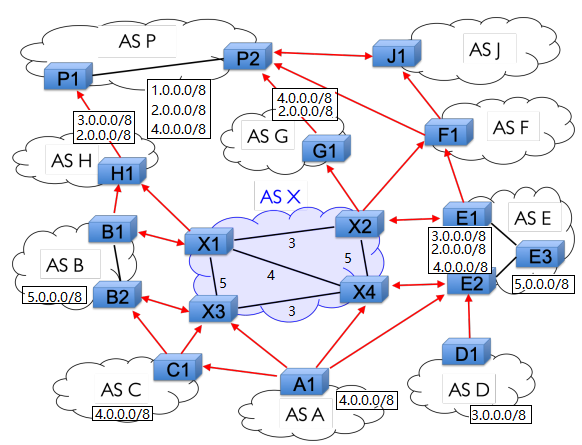 AS P
AS J
P2
J1
P1
1.0.0.0/8
2.0.0.0/8
4.0.0.0/8
4.0.0.0/8
2.0.0.0/8
3.0.0.0/8
2.0.0.0/8
AS G
F1
AS F
AS H
G1
H1
AS X
B1
X1
3
X2
E1
AS E
3.0.0.0/8
2.0.0.0/8
4.0.0.0/8
E3
AS B
5
4
5
5.0.0.0/8
B2
X3
3
X4
E2
5.0.0.0/8
C1
D1
AS C
4.0.0.0/8
A1
AS A
4.0.0.0/8
AS D
3.0.0.0/8